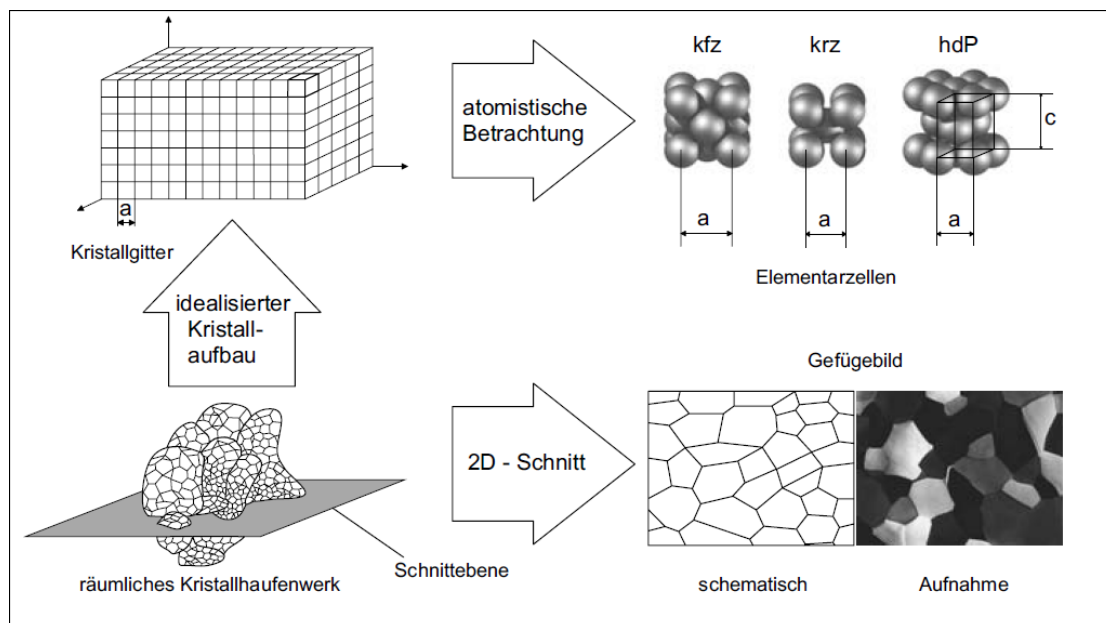 kfz
krz
hdP
atomistische
Betrachtung
c
a
a
a
a
Kristallgitter
Elementarzellen
idealisierter
Kristall-
aufbau
Gefügebild
2D - Schnitt
Schnittebene
räumliches Kristallhaufenwerk
schematisch
Aufnahme